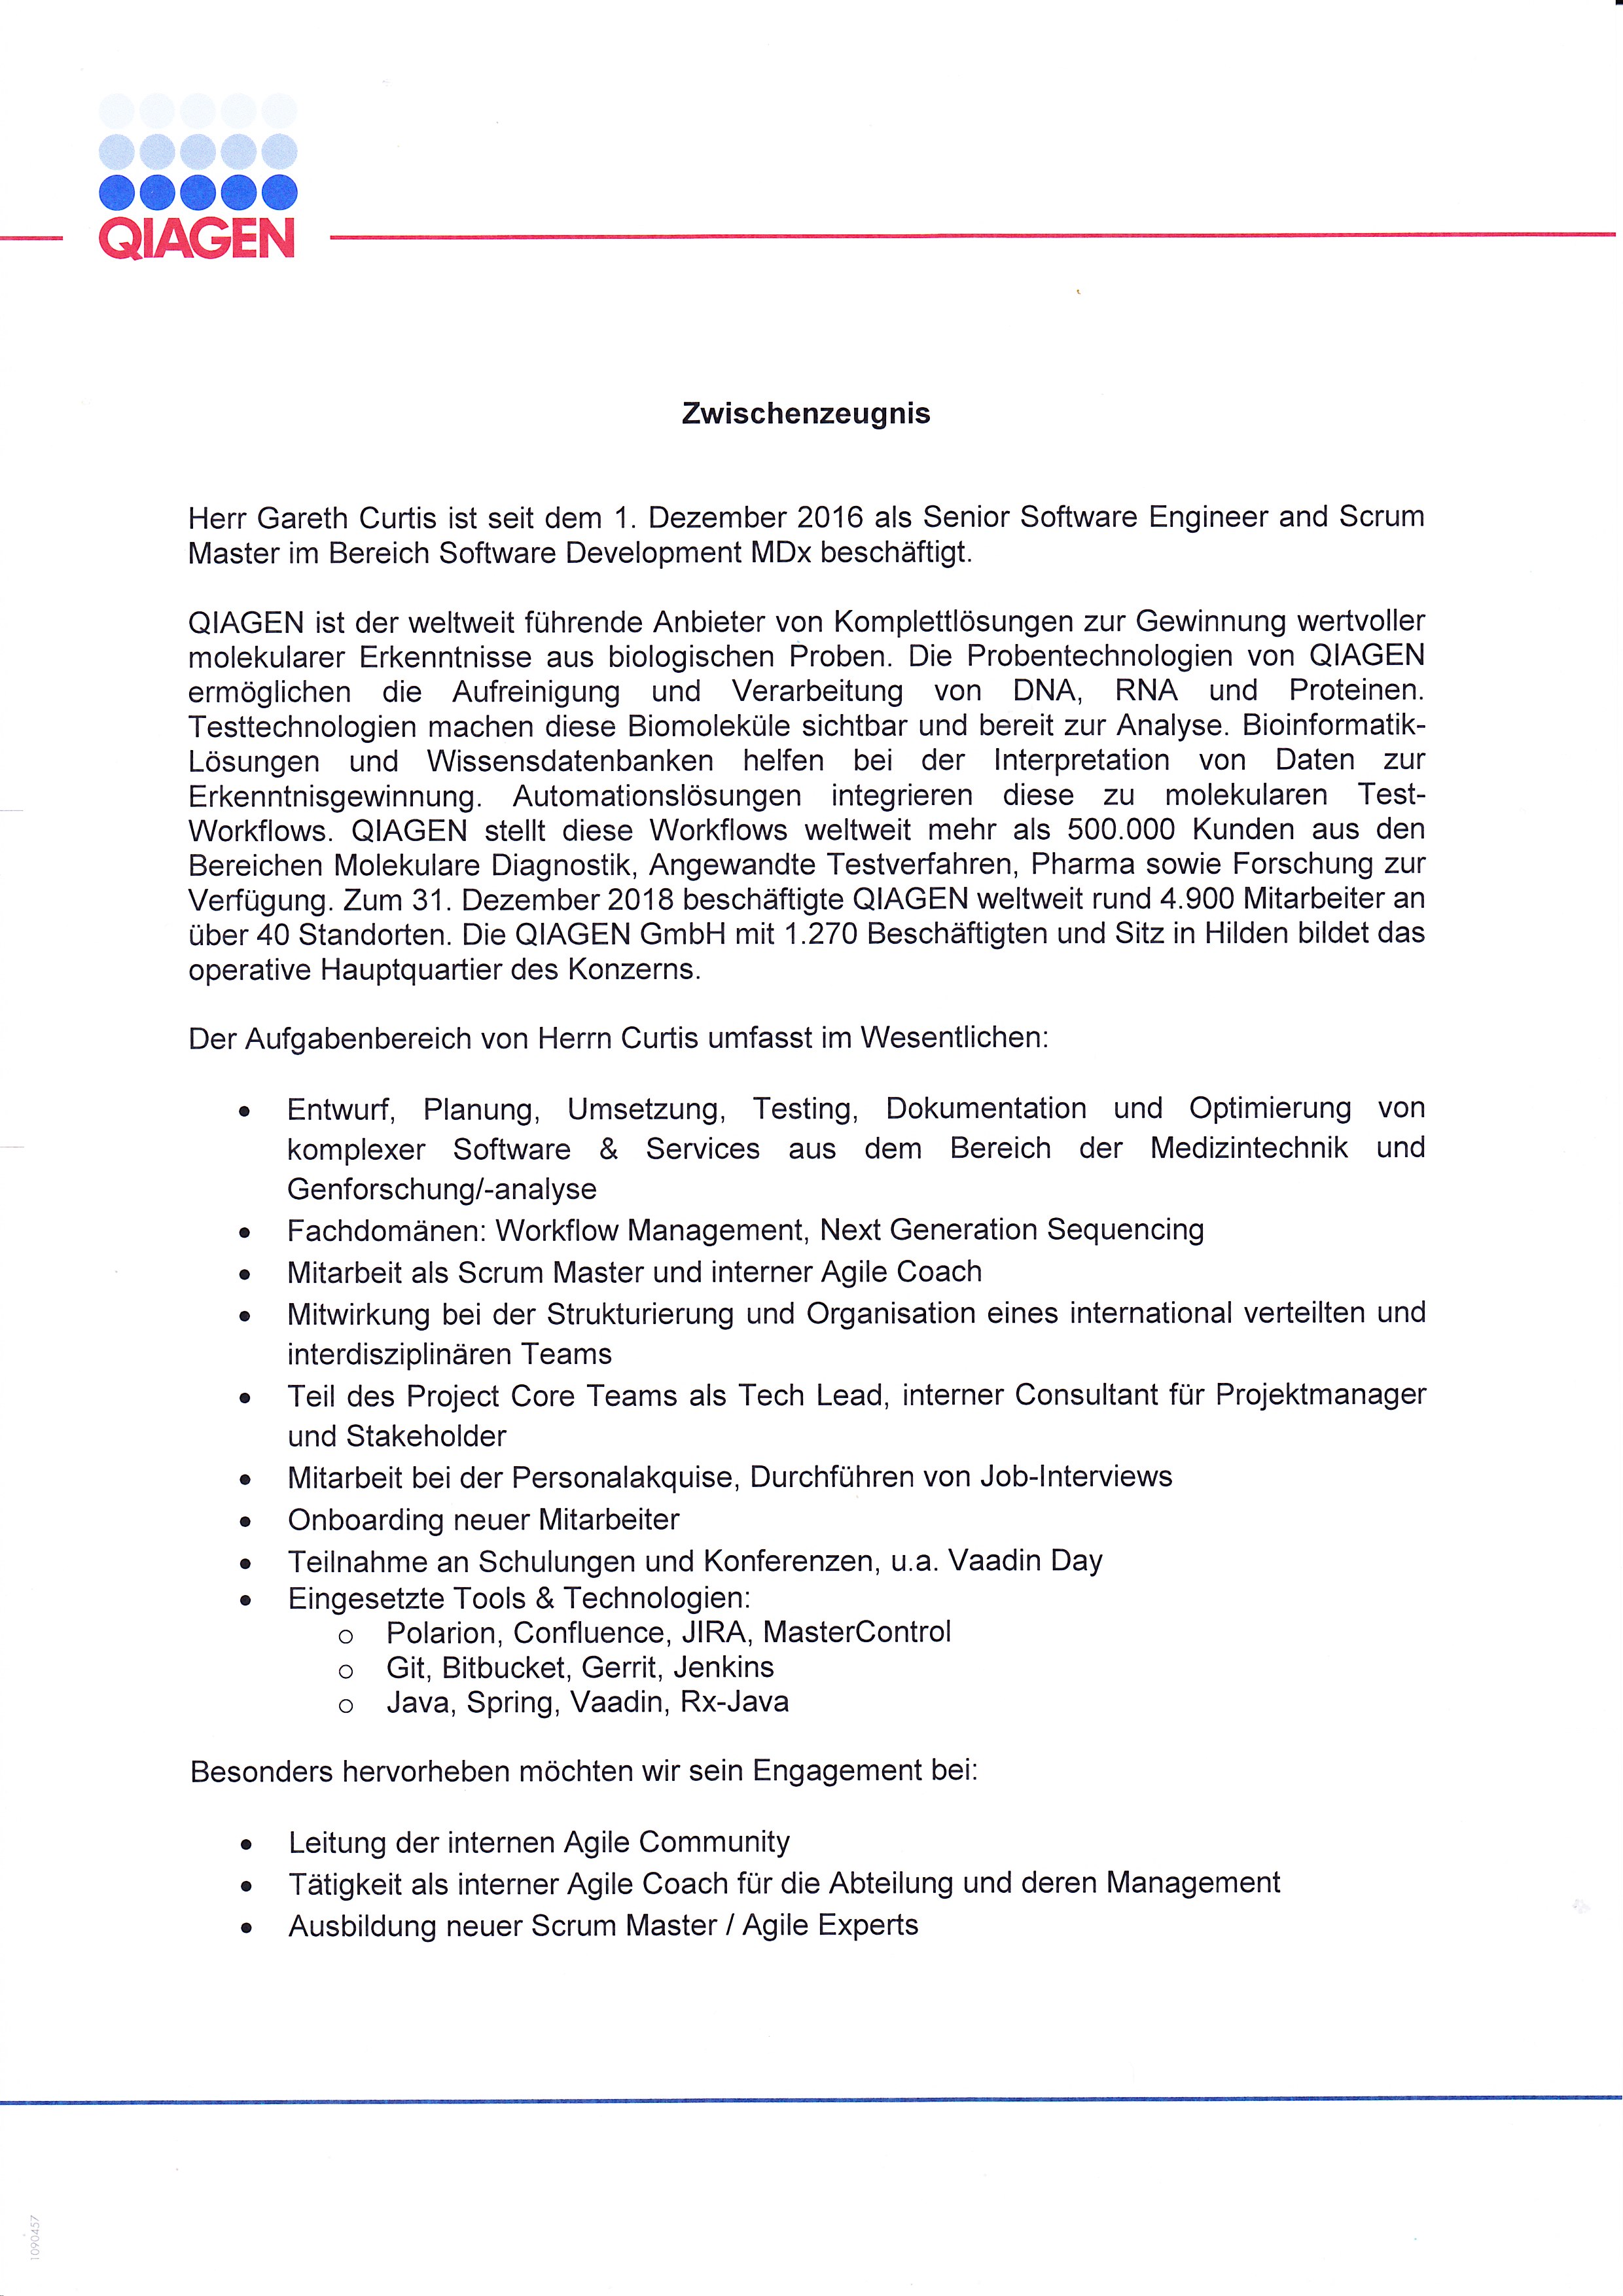 QIAGEN
Zwischenzeugnis
Herr Gareth Curtis ist seit dem 1. Dezember 2016 als Senior Software Engineer and Scrum
Master im Bereich Software Development MDx beschäftigt.
QIAGEN ist der weltweit führende Anbieter von Komplettlösungen zur Gewinnung wertvoller
molekularer Erkenntnisse aus biologischen Proben. Die Probentechnologien von QIAGEN
ermöglichen die Aufreinigung und Verarbeitung von DNA, RNA und Proteinen.
Testtechnologien machen diese Biomoleküle sichtbar und bereit zur Analyse. Bioinformatik-
Lösungen und Wissensdatenbanken helfen bei der Interpretation von Daten zur
Erkenntnisgewinnung. Automationslösungen integrieren diese zu molekularen Test-
Workflows. QIAGEN stellt diese Workflows weltweit mehr als 500.000 Kunden aus den
Bereichen Molekulare Diagnostik, Angewandte Testverfahren, Pharma sowie Forschung zur
Verfügung. Zum 31. Dezember 2018 beschäftigte QIAGEN weltweit rund 4.900 Mitarbeiter an
über 40 Standorten. Die QIAGEN GmbH mit 1.270 Beschäftigten und Sitz in Hilden bildet das
operative Hauptquartier des Konzerns.
Der Aufgabenbereich von Herrn Curtis umfasst im Wesentlichen:
• Entwurf, Planung, Umsetzung, Testing, Dokumentation und Optimierung von
komplexer Software & Services aus dem Bereich der Medizintechnik und
Genforschung/-analyse
• Fachdomänen: Workflow Management, Next Generation Sequencing
• Mitarbeit als Scrum Master und interner Agile Coach
• Mitwirkung bei der Strukturierung und Organisation eines international verteilten und
interdisziplinären Teams
• Teil des Project Core Teams als Tech Lead, interner Consultant für Projektmanager
und Stakeholder
• Mitarbeit bei der Personalakquise, Durchführen von Job-Interviews
• Onboarding neuer Mitarbeiter
• Teilnahme an Schulungen und Konferenzen, u.a. Vaadin Day
• Eingesetzte Tools & Technologien:
o Polarion, Confluence, JIRA, MasterControl
o Git, Bitbucket, Gerrit, Jenkins
o Java, Spring, Vaadin, Rx-Java
Besonders hervorheben möchten wir sein Engagement bei:
• Leitung der internen Agile Community
• Tätigkeit als interner Agile Coach für die Abteilung und deren Management
• Ausbildung neuer Scrum Master / Agile Experts
1090457